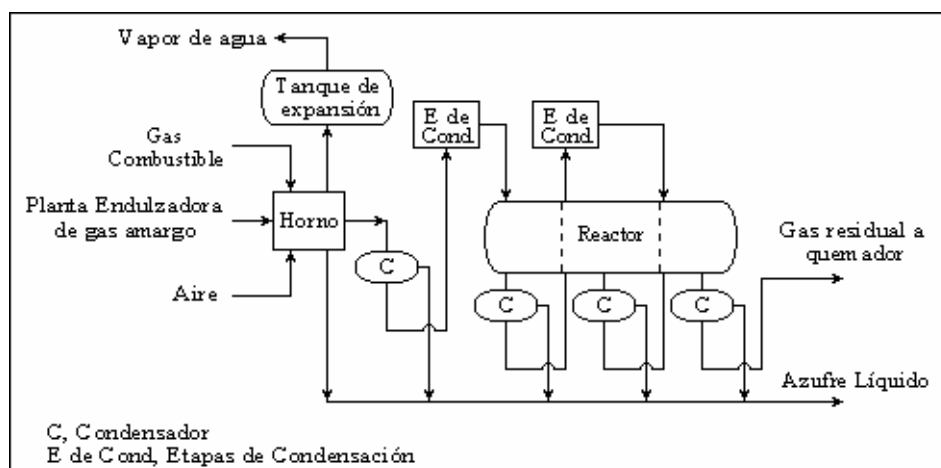 Vapor de agua
Tanque de
expansión
E de
Cond.
E de
Cond.
Gas
Combustible
Planta Endulzadora
de gas amargo
Horno
Reactor
Gas residual a
quemador
C
C
C
C
Aire
Azufre Líquido
C, Condensador
E de Cond, Etapas de Condensación